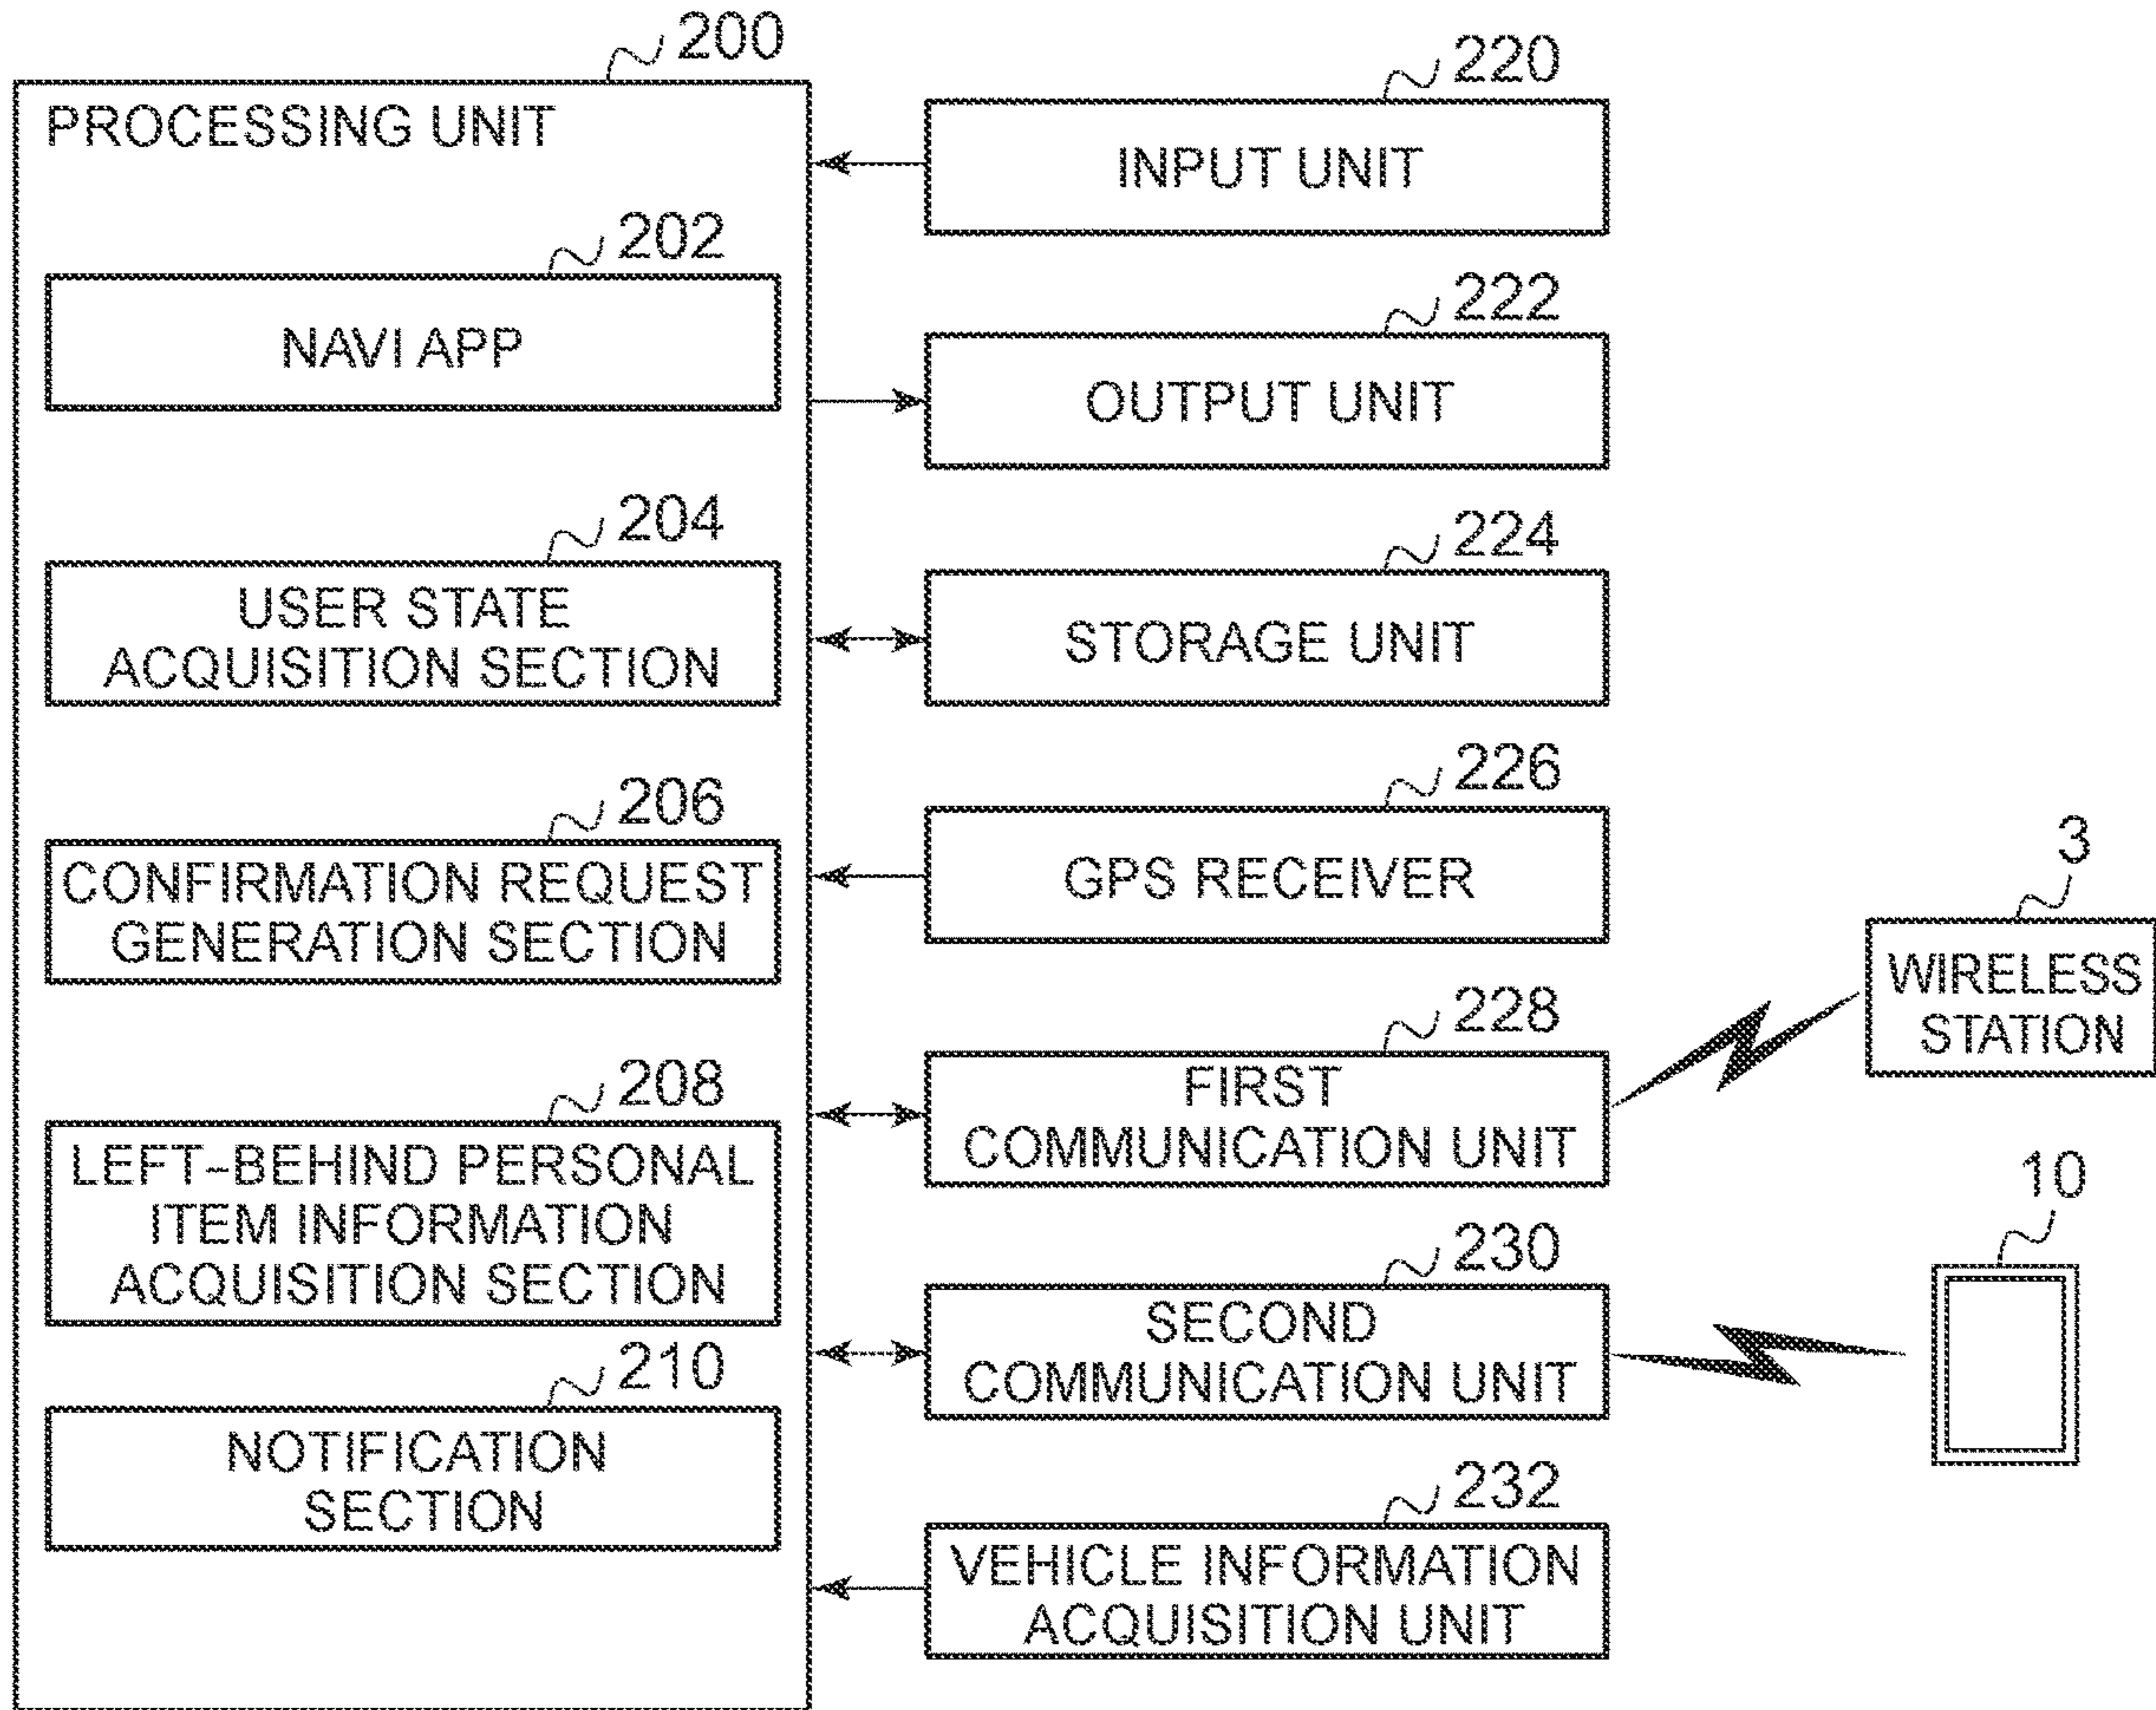 200
PROCESSING UNIT
202
NAVI APP
204
USER STATE
ACQUISITION SECTION
206
CONFIRMATION REQUEST
GENERATION SECTION
208
LEFT-BEHIND PERSONAL
ITEM INFORMATION
ACQUISITION SECTION
210
NOTIFICATION
SECTION
220
INPUT UNIT
222
OUTPUT UNIT
224
STORAGE UNIT
226
GPS RECEIVER
228
FIRST
COMMUNICATION UNIT
230
SECOND
COMMUNICATION UNIT
232
VEHICLE INFORMATION
ACQUISITION UNIT
3
WIRELESS
STATION
10